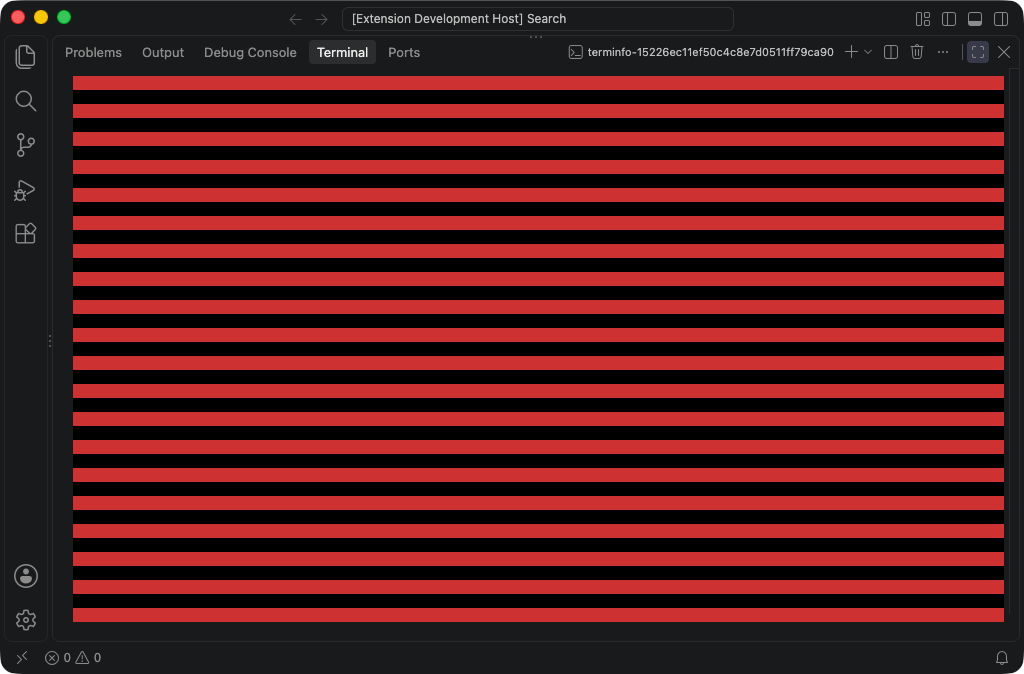 [Extension Development Host] Search
Problems Output Debug Console Terminal Ports terminfo-15226ec11ef50c4c8e7d0511ff79ca90
0 0